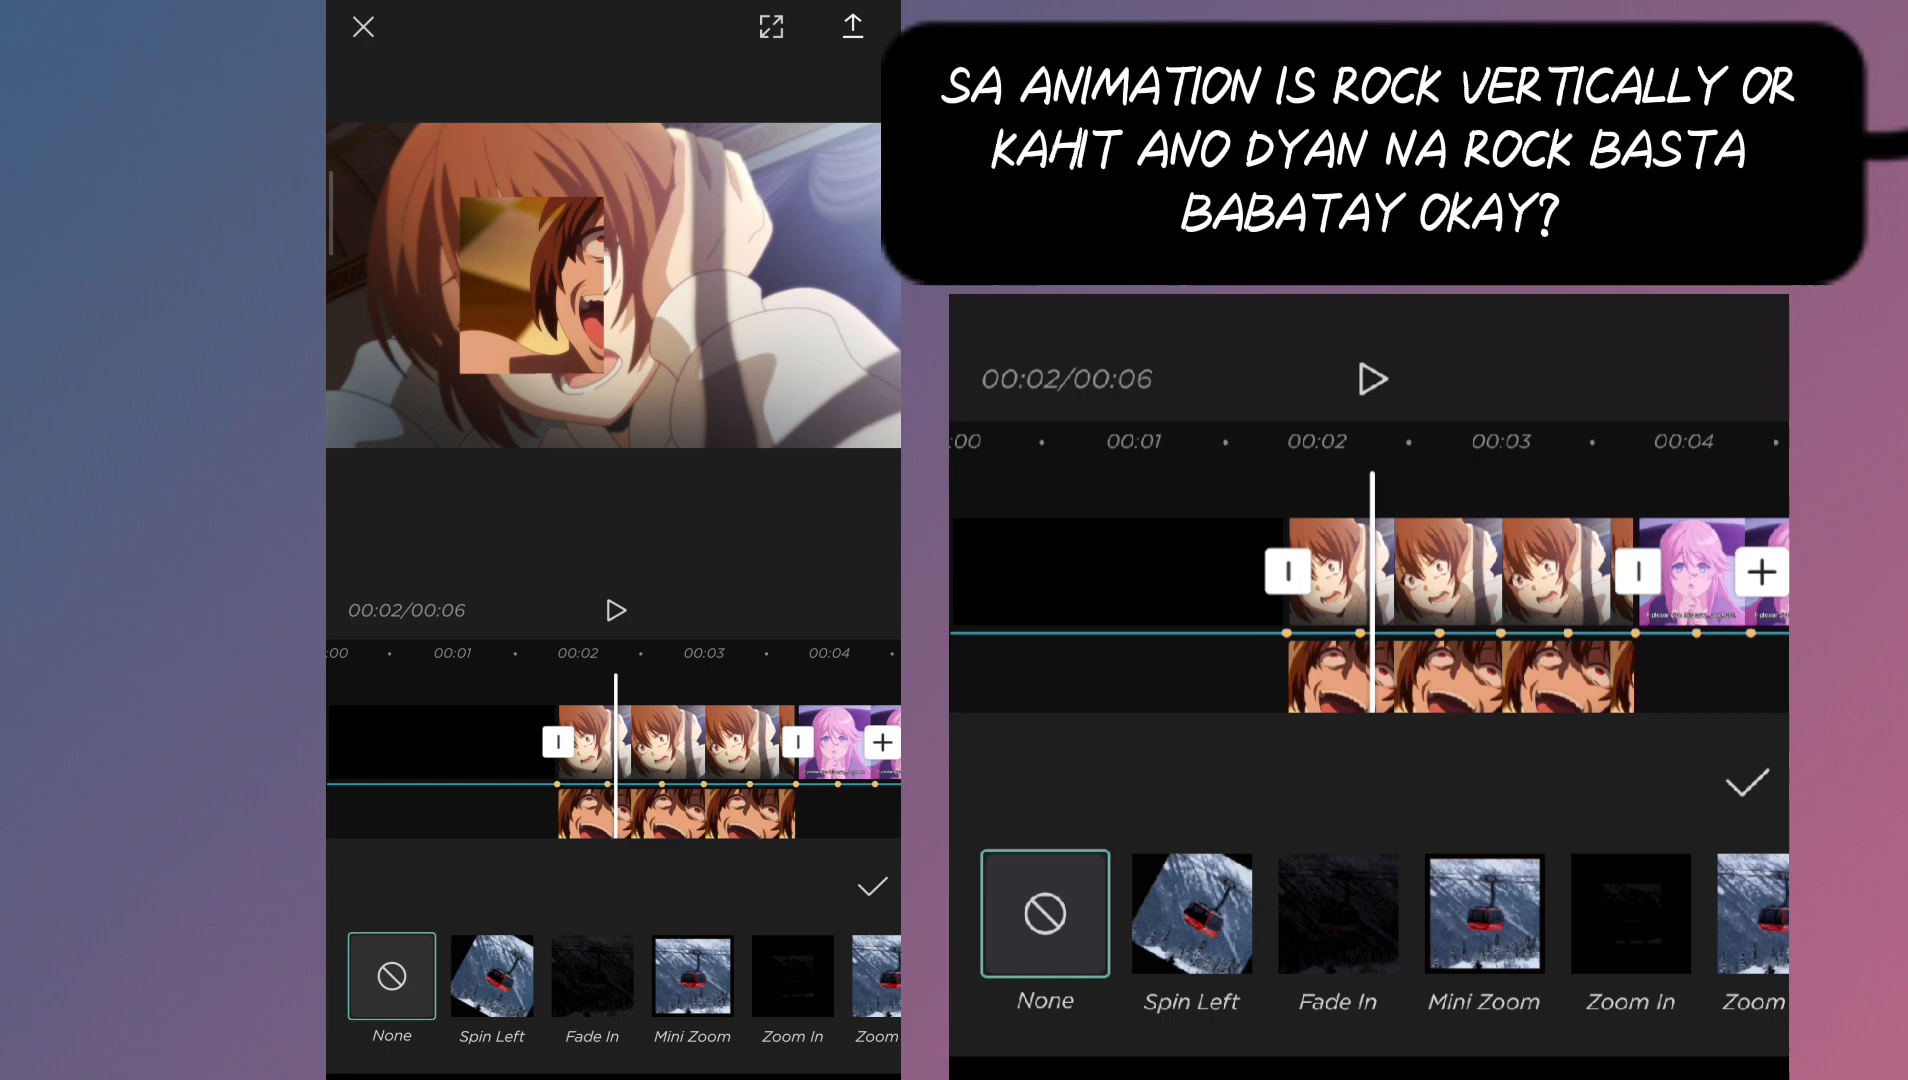 SA ANIMATION IS ROCK VERTICALLY OR
KAHIT ANO DYAN NA ROCK BASTA
BABATAY OKAY?
00:02/00:06
:00 00:01 00:02 00:03 00:04
None Spin Left Fade In Mini Zoom Zoom In Zoom
00:02/00:06
:00 00:01 00:02 00:03 00:04
None Spin Left Fade In Mini Zoom Zoom In Zoom